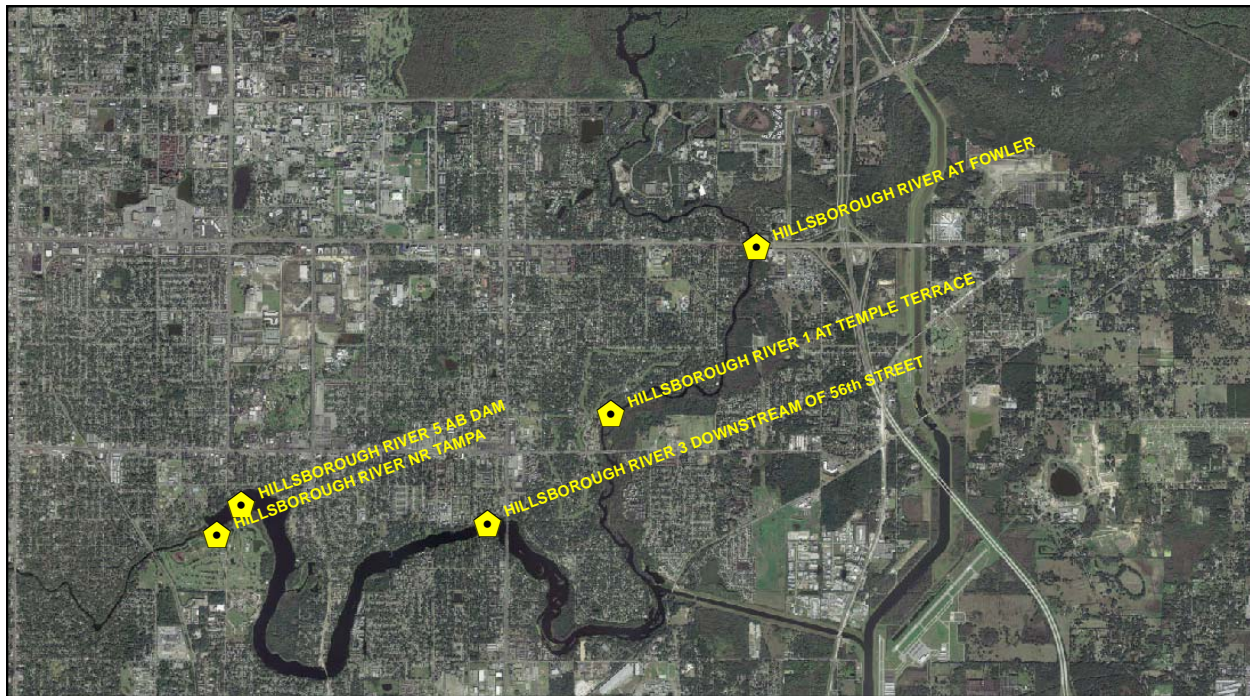 HILLSBOROUGH RIVER AT FOWLER
HILLSBOROUGH RIVER 1 AT TEMPLE TERRACE
HILLSBOROUGH RIVER 3 DOWNSTREAM OF 56th STREET
HILLSBOROUGH RIVER 5 AB DAM
HILLSBOROUGH RIVER NR TAMPA